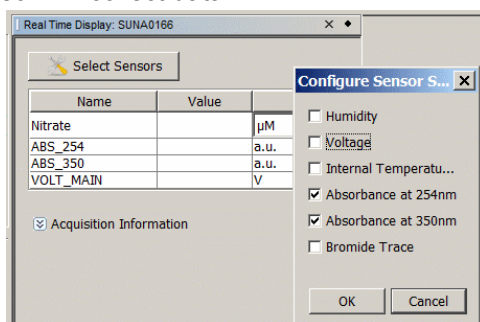 Real Time Display: SUNA0166
Select Sensors
Name Value
Nitrate µM
ABS_254 a.u.
ABS_350 a.u.
VOLT_MAIN V
Acquisition Information
Configure Sensor S...
Humidity
Voltage
Internal Temperatu...
Absorbance at 254nm
Absorbance at 350nm
Bromide Trace
OK Cancel